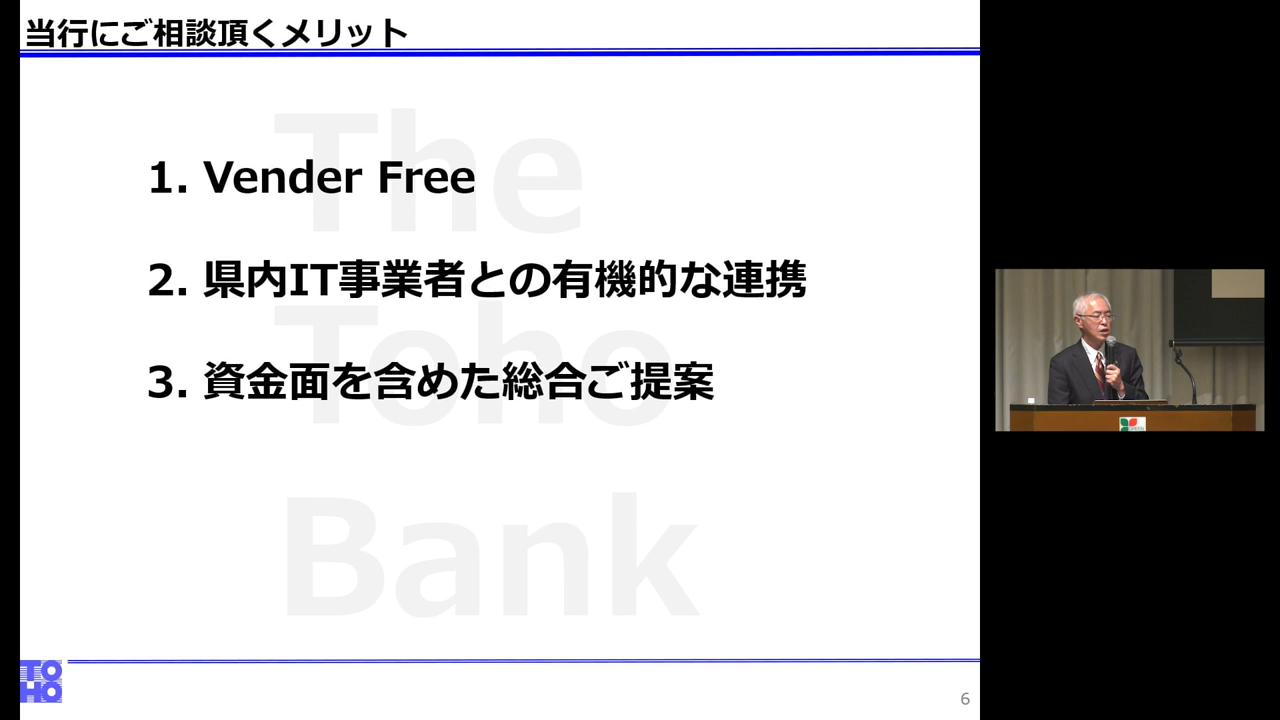 当行にご相談頂くメリット
The
Toho
Bank
1. Vender Free
2. 県内IT事業者との有機的な連携
3. 資金面を含めた総合ご提案
TO
HO
6